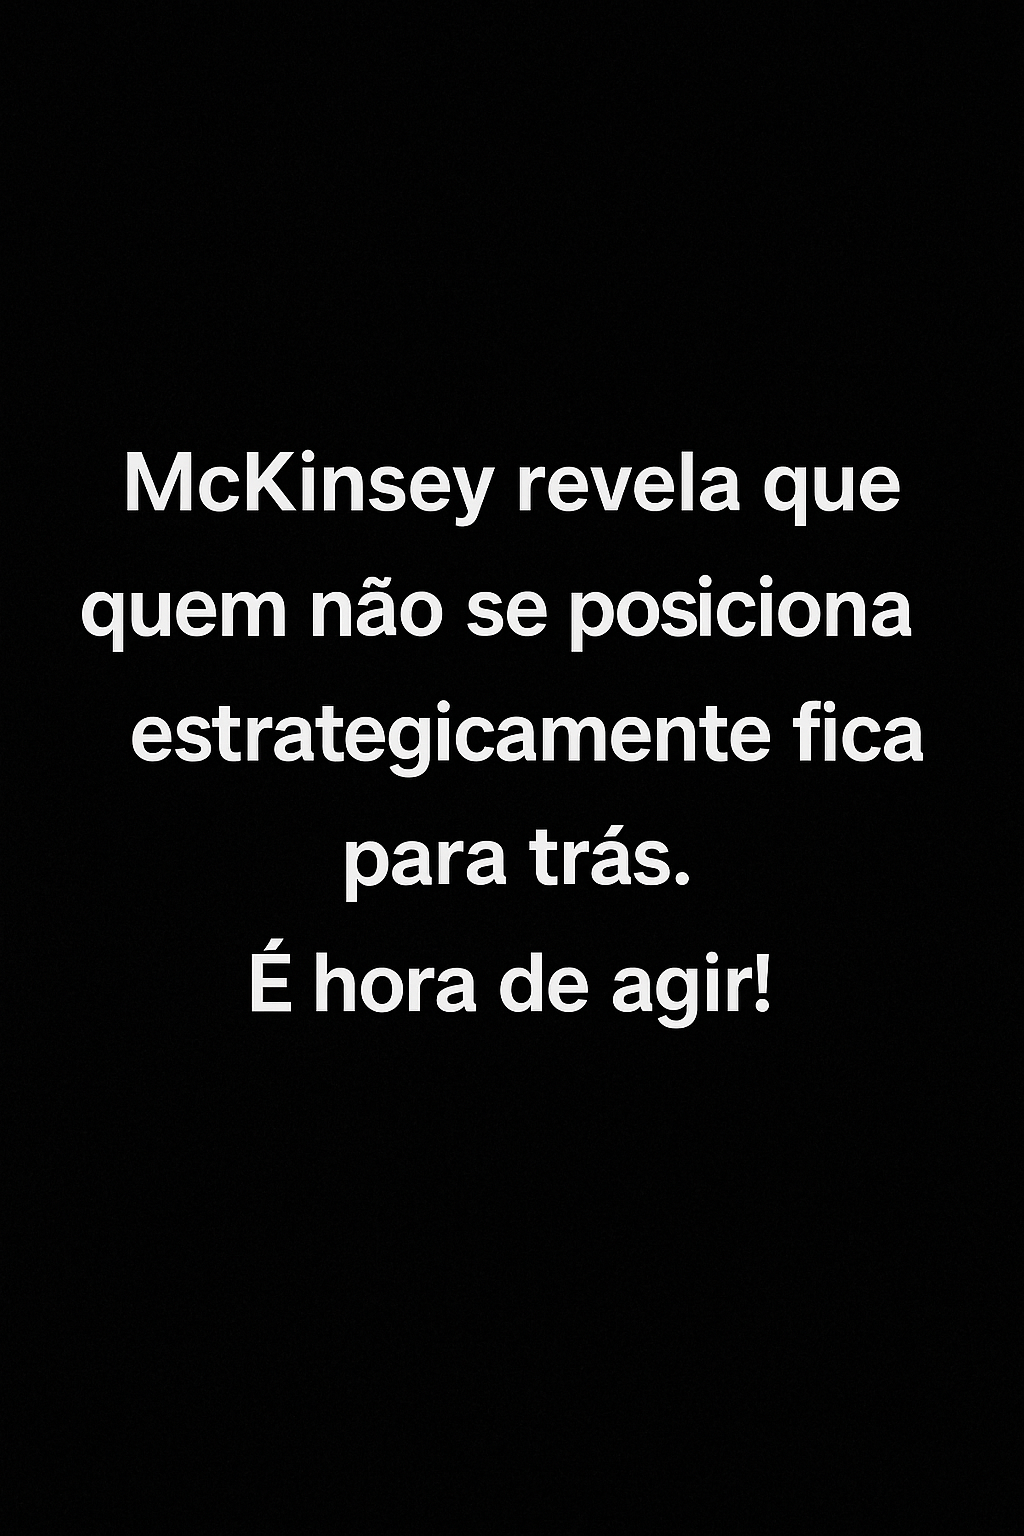 McKinsey revela que
quem não se posiciona
estrategicamente fica
para trás.
É hora de agir!